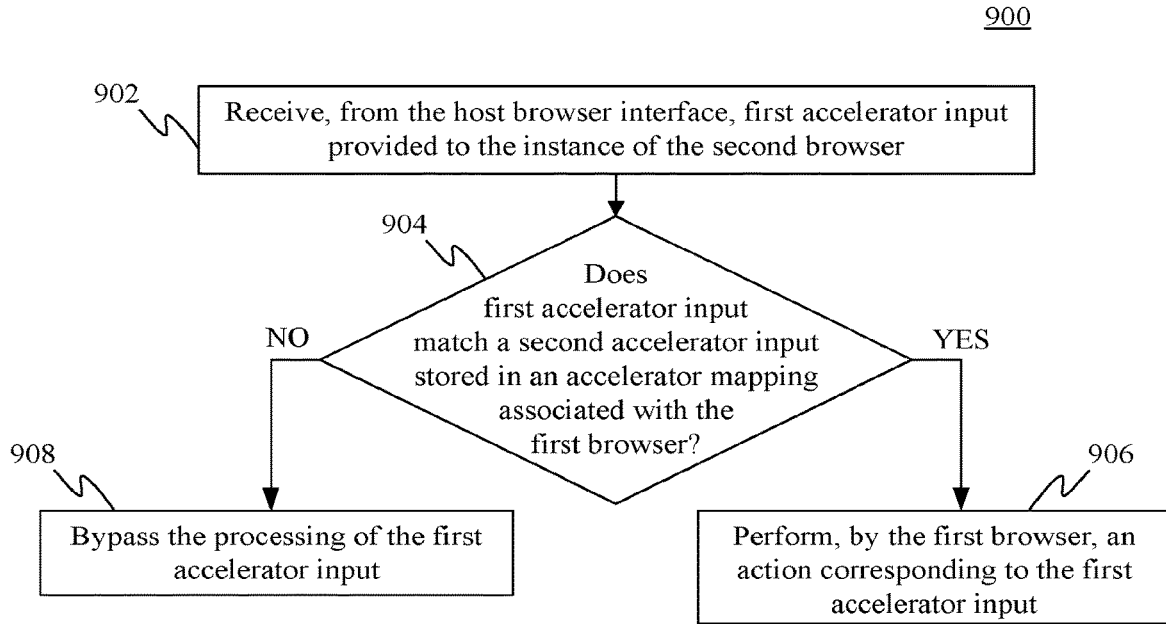 900
902
Receive, from the host browser interface, first accelerator input
provided to the instance of the second browser
904
Does
first accelerator input
match a second accelerator input
stored in an accelerator mapping
associated with the
first browser?
NO
YES
908
Bypass the processing of the first
accelerator input
906
Perform, by the first browser, an
action corresponding to the first
accelerator input